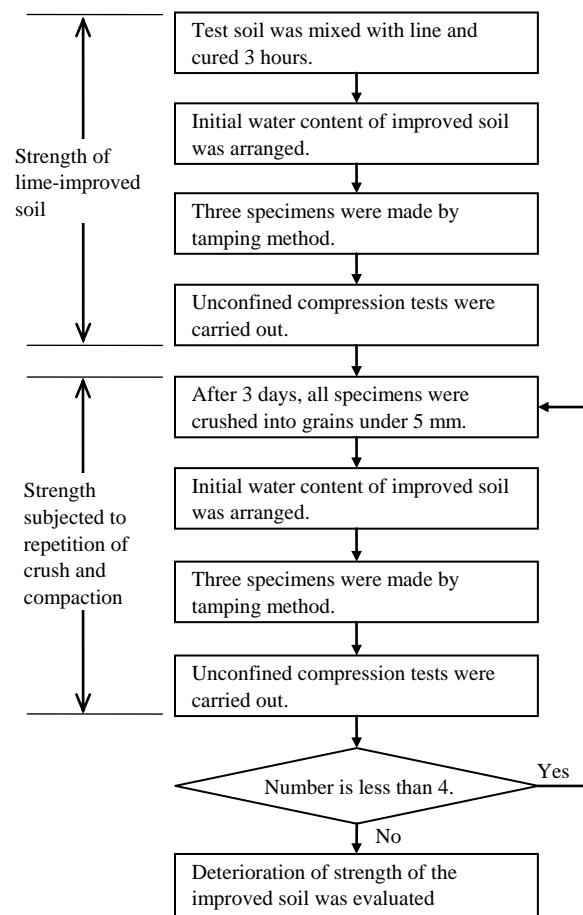 Test soil was mixed with line and
cured 3 hours.
Initial water content of improved soil
was arranged.
Strength of
lime-improved
soil
Three specimens were made by
tamping method.
Unconfined compression tests were
carried out.
After 3 days, all specimens were
crushed into grains under 5 mm.
Initial water content of improved soil
was arranged.
Strength
subjected to
repetition of
crush and
compaction
Three specimens were made by
tamping method.
Unconfined compression tests were
carried out.
Number is less than 4.
Yes
No
Deterioration of strength of the
improved soil was evaluated